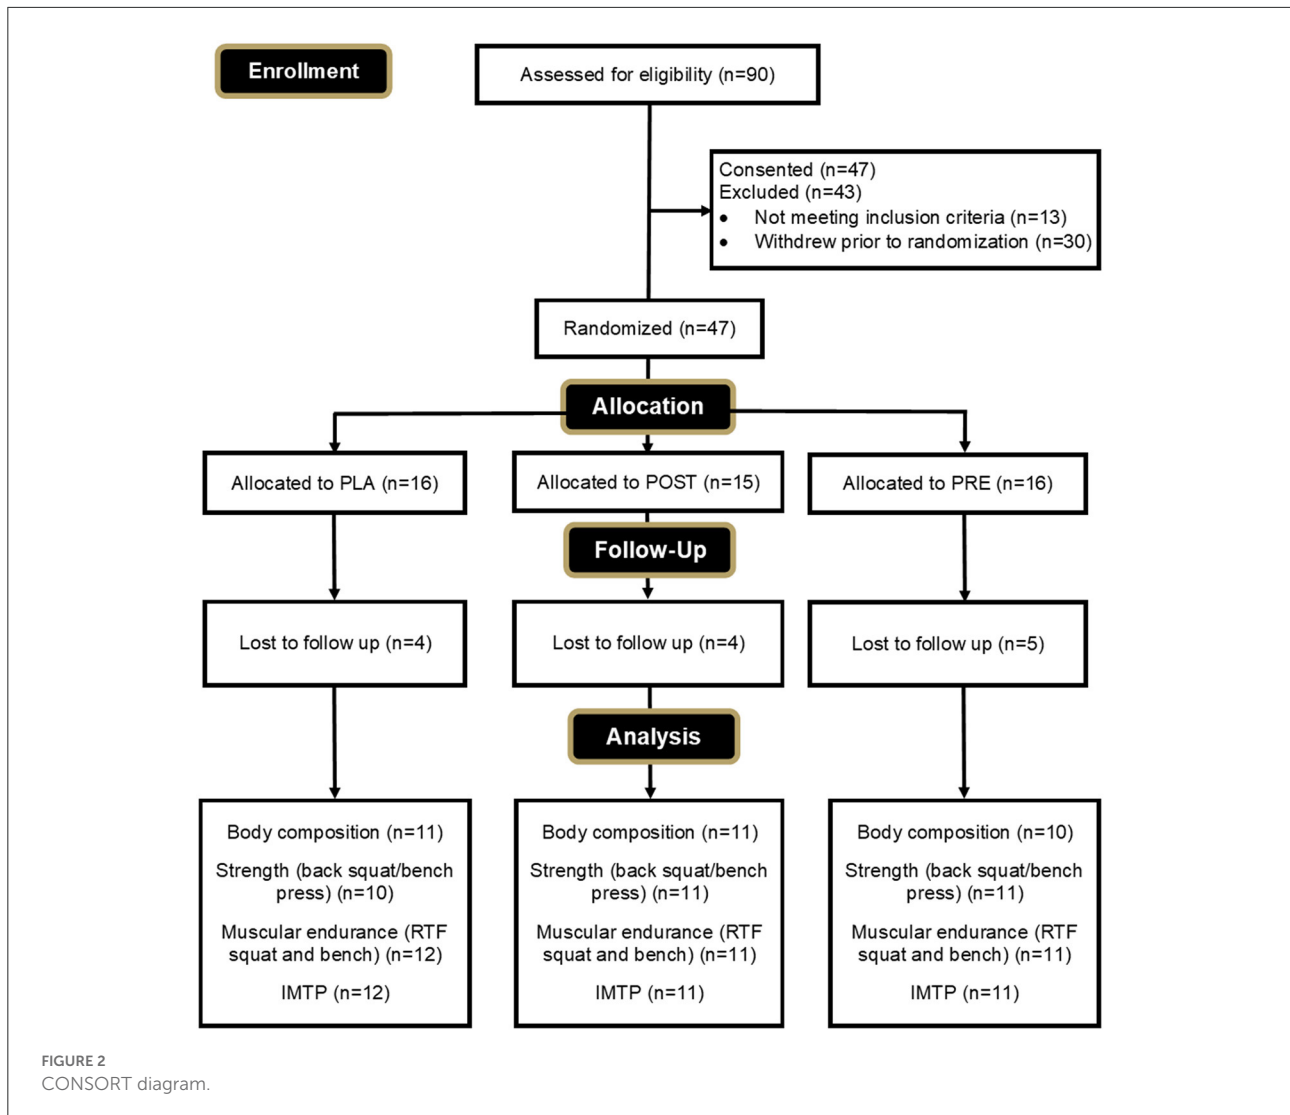 Enrollment
Assessed for eligibility (n=90)
Consented (n=47)
Excluded (n=43)
• Not meeting inclusion criteria (n=13)
• Withdrew prior to randomization (n=30)
Randomized (n=47)
Allocation
Allocated to PLA (n=16)
Allocated to POST (n=15)
Allocated to PRE (n=16)
Follow-Up
Lost to follow up (n=4)
Lost to follow up (n=4)
Lost to follow up (n=5)
Analysis
Body composition (n=11)
Strength (back squat/bench
press) (n=10)
Muscular endurance (RTF
squat and bench) (n=12)
IMTP (n=12)
Body composition (n=11)
Strength (back squat/bench
press) (n=11)
Muscular endurance (RTF
squat and bench) (n=11)
IMTP (n=11)
Body composition (n=10)
Strength (back squat/bench
press) (n=11)
Muscular endurance (RTF
squat and bench) (n=11)
IMTP (n=11)
FIGURE 2
CONSORT diagram.